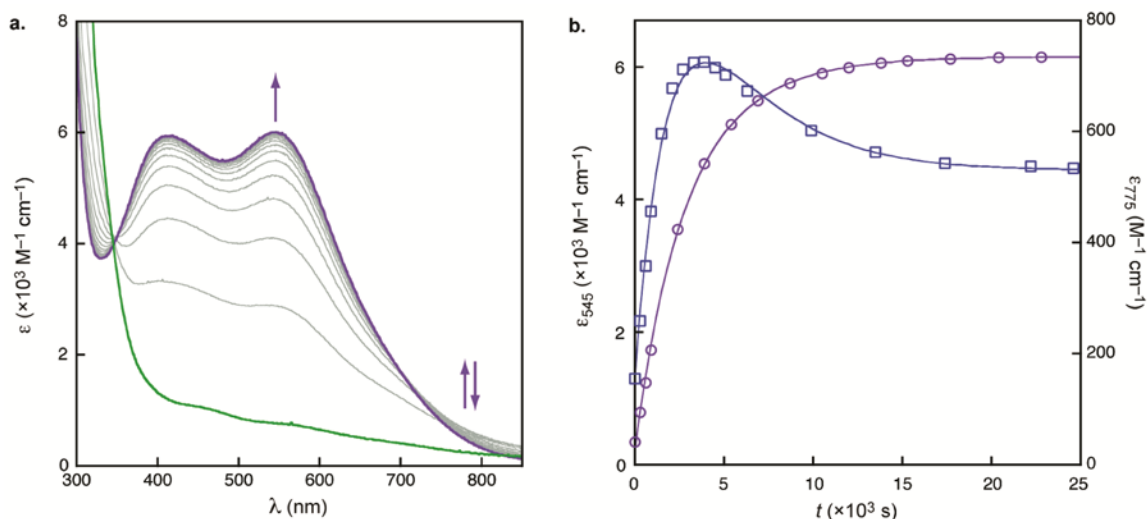 a.
8
6
4
2
0
ε (×10³ M⁻¹ cm⁻¹)
300 400 500 600 700 800
λ (nm)
b.
6
4
2
0
ε₅₄₅ (×10³ M⁻¹ cm⁻¹)
800
600
400
200
0
ε₇₇₅ (M⁻¹ cm⁻¹)
0 5 10 15 20 25
t (×10³ s)